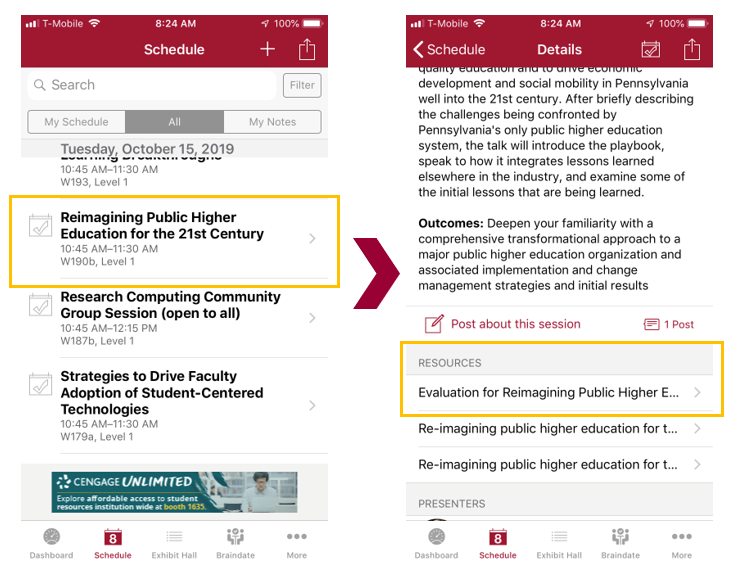 T-Mobile
8:24 AM
100%
Schedule
Search
Filter
My Schedule
All
My Notes
Tuesday, October 15, 2019
Learning Breakthroughs
10:45 AM–11:30 AM
W193, Level 1
Reimagining Public Higher
Education for the 21st Century
10:45 AM–11:30 AM
W190b, Level 1
Research Computing Community
Group Session (open to all)
10:45 AM–12:15 PM
W187b, Level 1
Strategies to Drive Faculty
Adoption of Student-Centered
Technologies
10:45 AM–11:30 AM
W179a, Level 1
CENGAGE UNLIMITED
Explore affordable access to student
resources institution wide at booth 1635.
Dashboard
8
Schedule
Exhibit Hall
Braindate
More
T-Mobile
8:24 AM
100%
Schedule
Details
quality education and to drive economic
development and social mobility in Pennsylvania
well into the 21st century. After briefly describing
the challenges being confronted by
Pennsylvania's only public higher education
system, the talk will introduce the playbook,
speak to how it integrates lessons learned
elsewhere in the industry, and examine some of
the initial lessons that are being learned.
Outcomes: Deepen your familiarity with a
comprehensive transformational approach to a
major public higher education organization and
associated implementation and change
management strategies and initial results
Post about this session
1 Post
RESOURCES
Evaluation for Reimagining Public Higher E...
Re-imagining public higher education for t...
Re-imagining public higher education for t...
PRESENTERS
Dashboard
8
Schedule
Exhibit Hall
Braindate
More